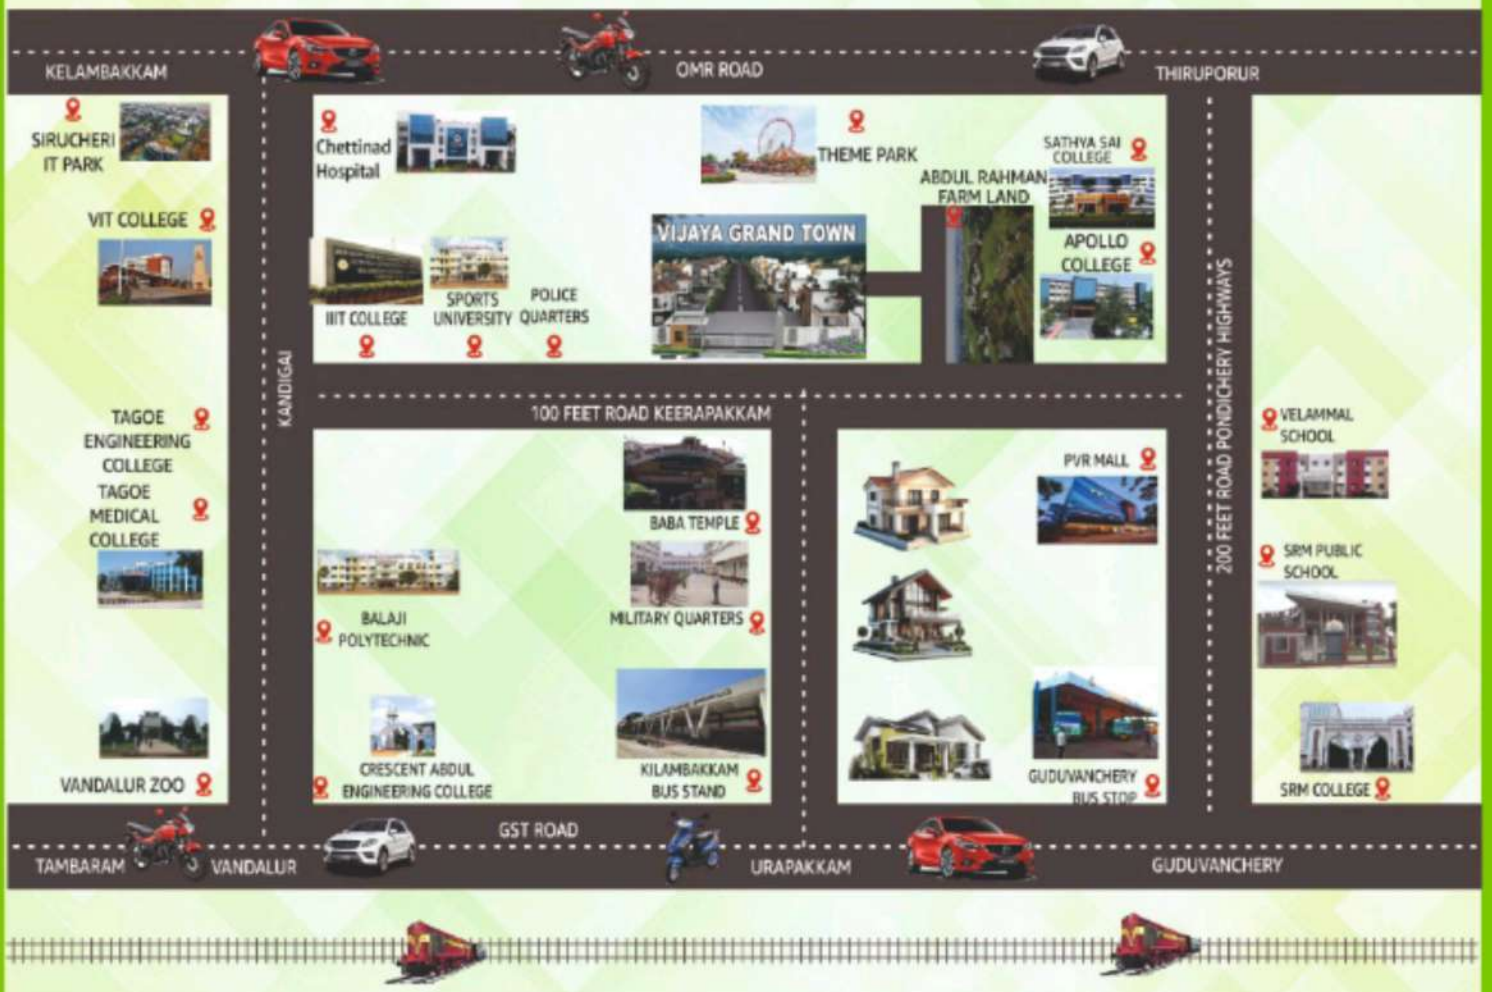 KELAMBAKKAM
OMR ROAD
THIRUPORUR
SIRUCHERI
IT PARK
VIT COLLEGE
TAGOE
ENGINEERING
COLLEGE
TAGOE
MEDICAL
COLLEGE
VANDALUR ZOO
KANDIGAI
Chettinad
Hospital
THEME PARK
SATHYA SAI
COLLEGE
ABDUL RAHMAN
FARM LAND
VIJAYA GRAND TOWN
APOLLO
COLLEGE
IIIT COLLEGE
SPORTS
UNIVERSITY
POLICE
QUARTERS
100 FEET ROAD KEERAPAKKAM
200 FEET ROAD PONDICHERY HIGHWAYS
BABA TEMPLE
MILITARY QUARTERS
BALAJI
POLYTECHNIC
CRESCENT ABDUL
ENGINEERING COLLEGE
KILAMBAKKAM
BUS STAND
PVR MALL
GUDUVANCHERY
BUS STOP
VELAMMAL
SCHOOL
SRM PUBLIC
SCHOOL
SRM COLLEGE
GST ROAD
TAMBARAM
VANDALUR
URAPAKKAM
GUDUVANCHERY